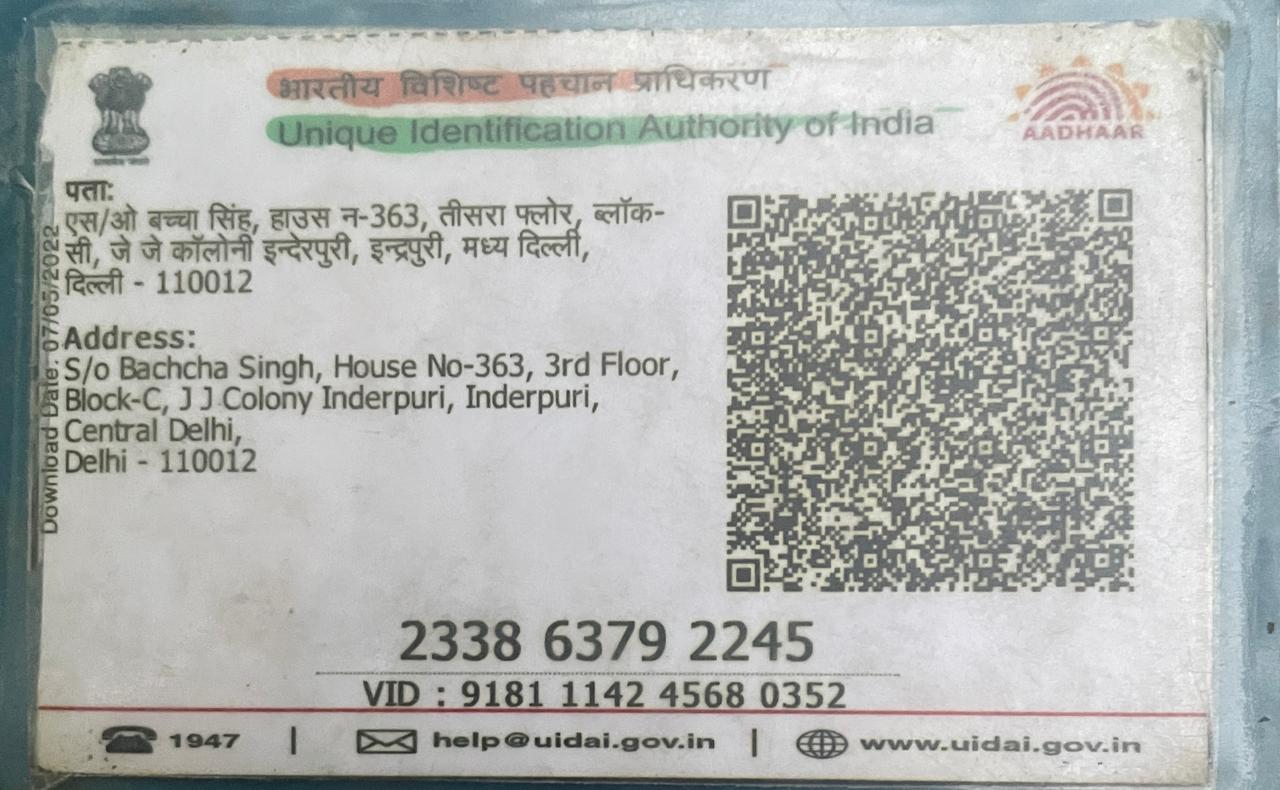 भारतीय विशिष्ट पहचान प्राधिकरण
Unique Identification Authority of India
AADHAAR
पता:
एस/ओ बच्चा सिंह, हाउस न-363, तीसरा फ्लोर, ब्लॉक-
सी, जे जे कॉलोनी इन्देरपुरी, इन्द्रपुरी, मध्य दिल्ली,
दिल्ली - 110012
Address:
S/o Bachcha Singh, House No-363, 3rd Floor,
Block-C, J J Colony Inderpuri, Inderpuri,
Central Delhi,
Delhi - 110012
Download Date: 07/05/2022
2338 6379 2245
VID : 9181 1142 4568 0352
1947 | help@uidai.gov.in | www.uidai.gov.in